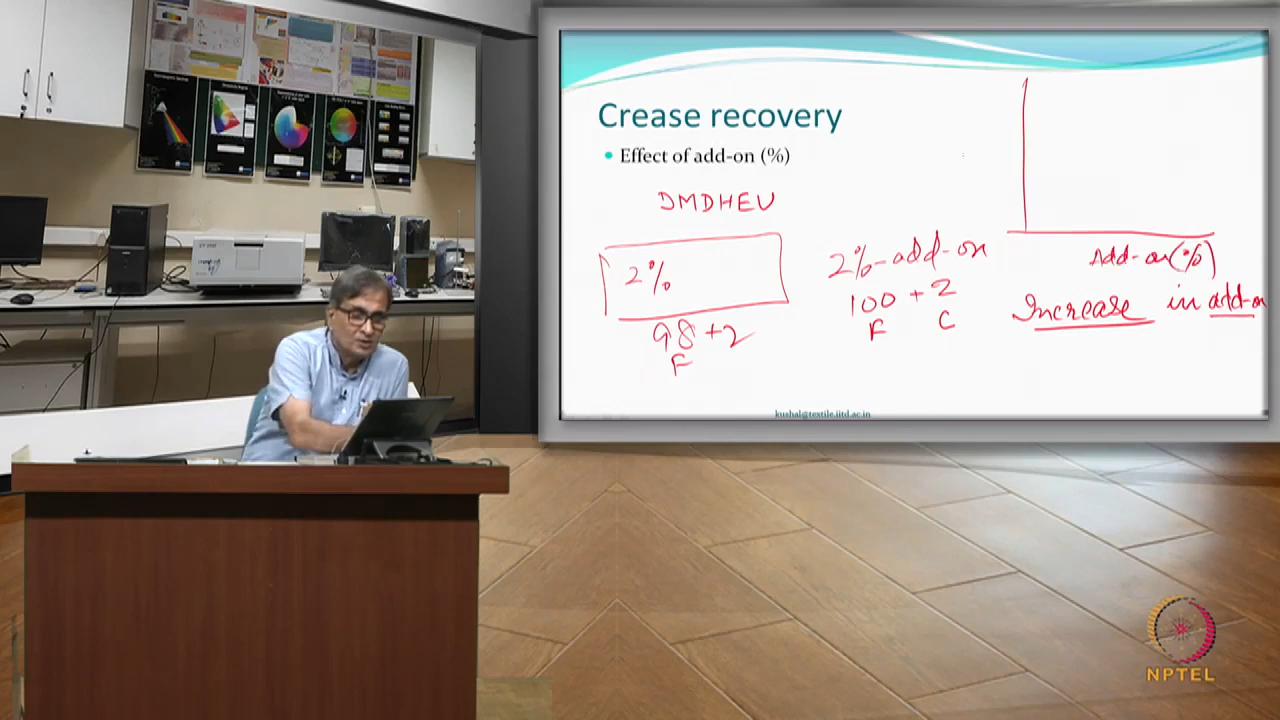 Crease recovery
Effect of add-on (%)
DMDHEU
2%
98 + 2
F
2% add-on
100 + 2
F C
Add-on (%)
Increase in add-on
kushal@textile.iitd.ac.in
NPTEL